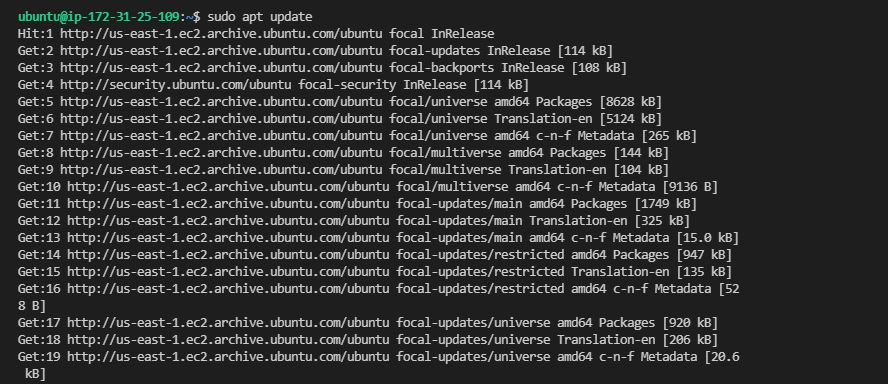 ubuntu@ip-172-31-25-109:~$ sudo apt update
Hit:1 http://us-east-1.ec2.archive.ubuntu.com/ubuntu focal InRelease
Get:2 http://us-east-1.ec2.archive.ubuntu.com/ubuntu focal-updates InRelease [114 kB]
Get:3 http://us-east-1.ec2.archive.ubuntu.com/ubuntu focal-backports InRelease [108 kB]
Get:4 http://security.ubuntu.com/ubuntu focal-security InRelease [114 kB]
Get:5 http://us-east-1.ec2.archive.ubuntu.com/ubuntu focal/universe amd64 Packages [8628 kB]
Get:6 http://us-east-1.ec2.archive.ubuntu.com/ubuntu focal/universe Translation-en [5124 kB]
Get:7 http://us-east-1.ec2.archive.ubuntu.com/ubuntu focal/universe amd64 c-n-f Metadata [265 kB]
Get:8 http://us-east-1.ec2.archive.ubuntu.com/ubuntu focal/multiverse amd64 Packages [144 kB]
Get:9 http://us-east-1.ec2.archive.ubuntu.com/ubuntu focal/multiverse Translation-en [104 kB]
Get:10 http://us-east-1.ec2.archive.ubuntu.com/ubuntu focal/multiverse amd64 c-n-f Metadata [9136 B]
Get:11 http://us-east-1.ec2.archive.ubuntu.com/ubuntu focal-updates/main amd64 Packages [1749 kB]
Get:12 http://us-east-1.ec2.archive.ubuntu.com/ubuntu focal-updates/main Translation-en [325 kB]
Get:13 http://us-east-1.ec2.archive.ubuntu.com/ubuntu focal-updates/main amd64 c-n-f Metadata [15.0 kB]
Get:14 http://us-east-1.ec2.archive.ubuntu.com/ubuntu focal-updates/restricted amd64 Packages [947 kB]
Get:15 http://us-east-1.ec2.archive.ubuntu.com/ubuntu focal-updates/restricted Translation-en [135 kB]
Get:16 http://us-east-1.ec2.archive.ubuntu.com/ubuntu focal-updates/restricted amd64 c-n-f Metadata [52
8 B]
Get:17 http://us-east-1.ec2.archive.ubuntu.com/ubuntu focal-updates/universe amd64 Packages [920 kB]
Get:18 http://us-east-1.ec2.archive.ubuntu.com/ubuntu focal-updates/universe Translation-en [206 kB]
Get:19 http://us-east-1.ec2.archive.ubuntu.com/ubuntu focal-updates/universe amd64 c-n-f Metadata [20.6
kB]